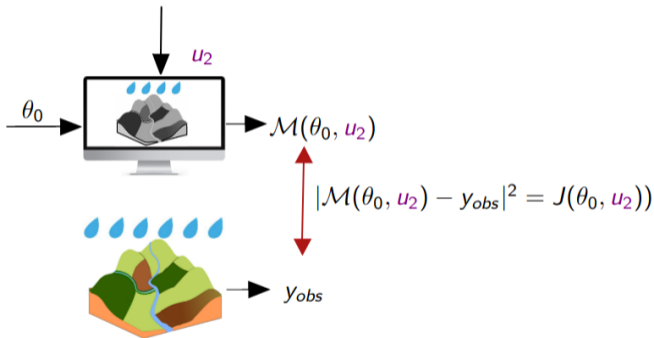 u₂
θ₀
ℳ(θ₀, u₂)
|ℳ(θ₀, u₂) − y_obs|² = J(θ₀, u₂))
y_obs